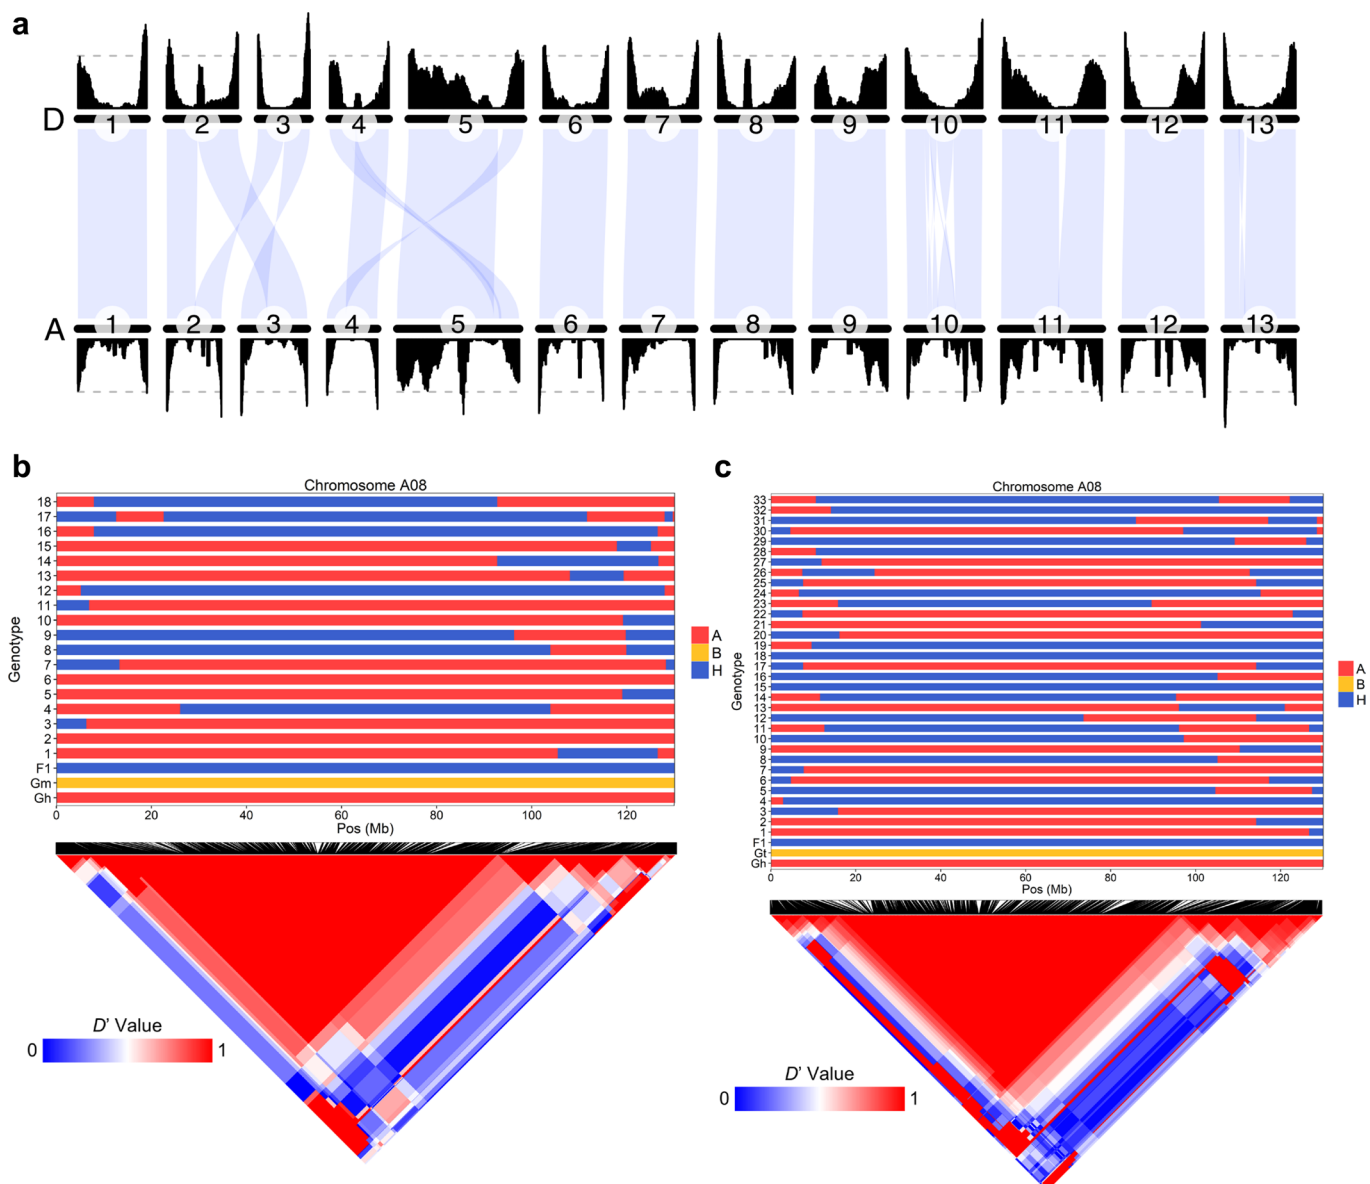 a
D
1 2 3 4 5 6 7 8 9 10 11 12 13
A
1 2 3 4 5 6 7 8 9 10 11 12 13
b
Chromosome A08
Genotype
18
17
16
15
14
13
12
11
10
9
8
7
6
5
4
3
2
1
F1
Gm
Gh
0 20 40 60 80 100 120
Pos (Mb)
A
B
H
D' Value
0 1
c
Chromosome A08
Genotype
33
32
31
30
29
28
27
26
25
24
23
22
21
20
19
18
17
16
15
14
13
12
11
10
9
8
7
6
5
4
3
2
1
F1
Gt
Gh
0 20 40 60 80 100 120
Pos (Mb)
A
B
H
D' Value
0 1